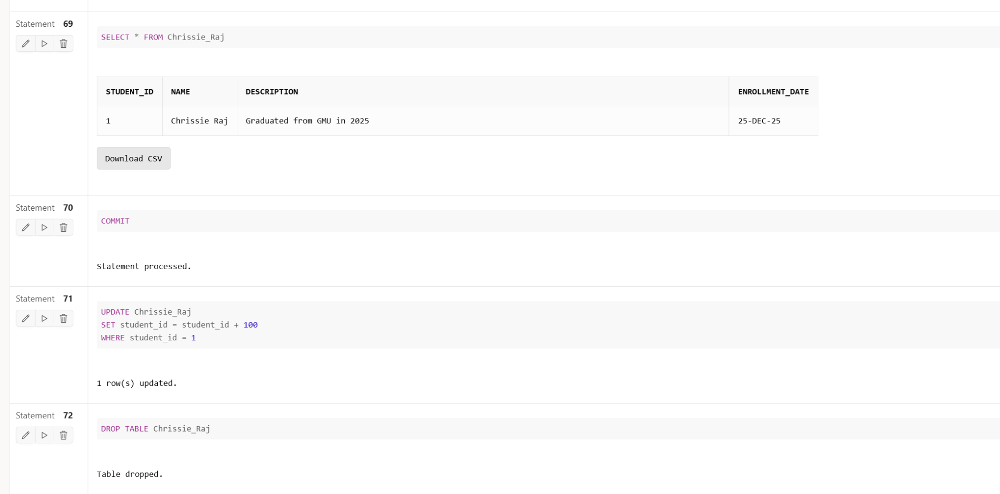 Statement 69
SELECT * FROM Chrissie_Raj
STUDENT_ID NAME DESCRIPTION ENROLLMENT_DATE
1 Chrissie Raj Graduated from GMU in 2025 25-DEC-25
Download CSV
Statement 70
COMMIT
Statement processed.
Statement 71
UPDATE Chrissie_Raj
SET student_id = student_id + 100
WHERE student_id = 1
1 row(s) updated.
Statement 72
DROP TABLE Chrissie_Raj
Table dropped.